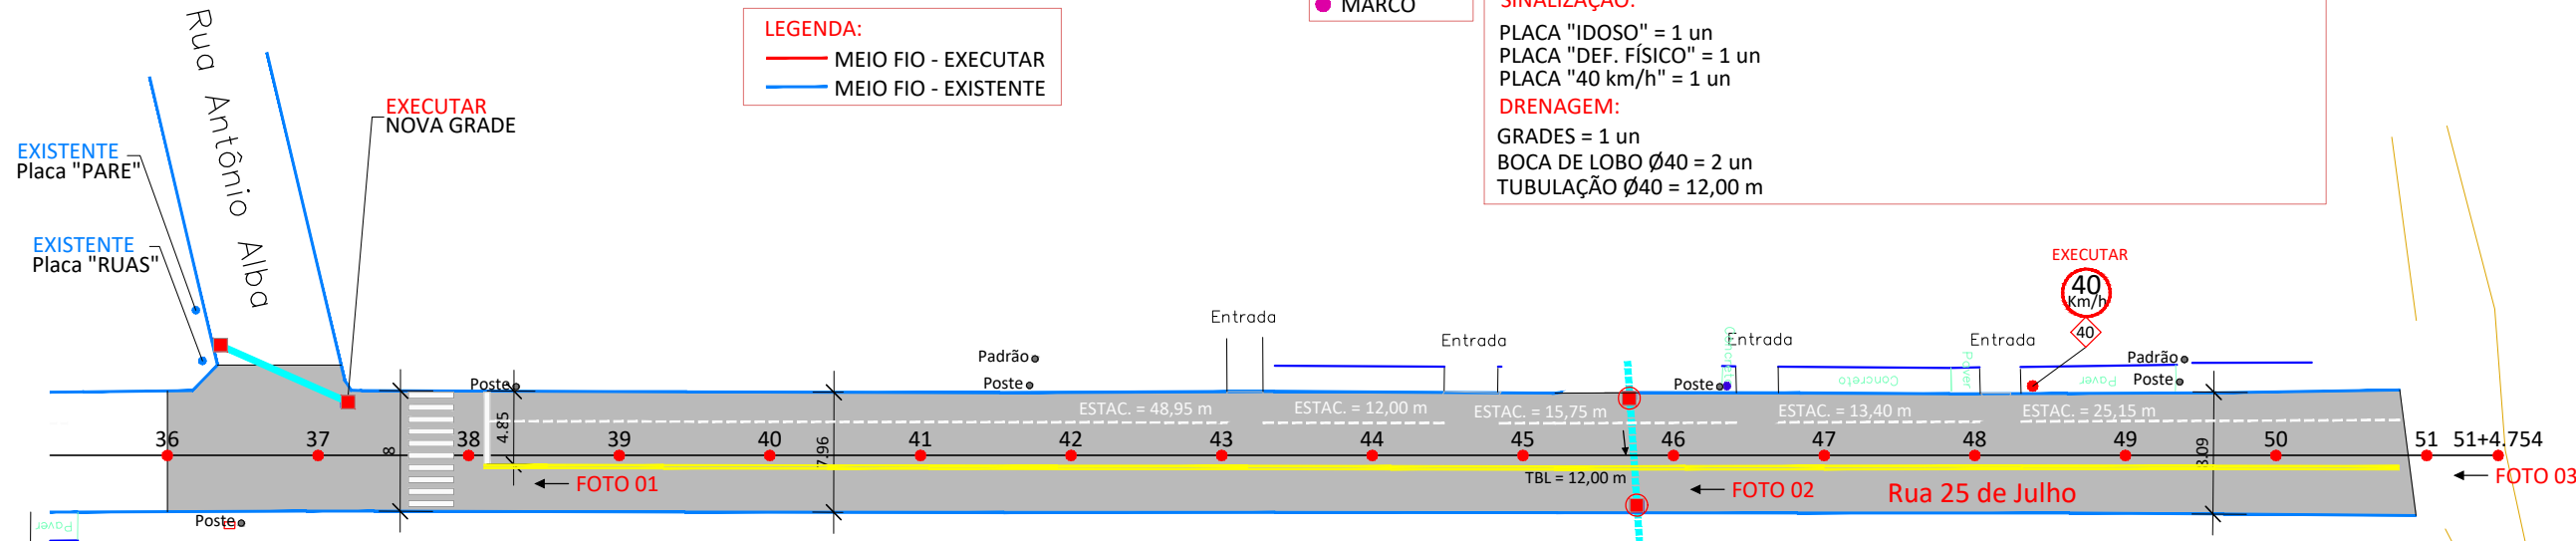 MARCO
SINALIZAÇÃO:
PLACA "IDOSO" = 1 un
PLACA "DEF. FÍSICO" = 1 un
PLACA "40 km/h" = 1 un
DRENAGEM:
GRADES = 1 un
BOCA DE LOBO Ø40 = 2 un
TUBULAÇÃO Ø40 = 12,00 m
LEGENDA:
MEIO FIO - EXECUTAR
MEIO FIO - EXISTENTE
Rua Antônio Alba
EXECUTAR
NOVA GRADE
EXISTENTE
Placa "PARE"
EXISTENTE
Placa "RUAS"
EXECUTAR
40
Km/h
40
Entrada
Entrada
Entrada
Entrada
Concreto
Padrão
Poste
Poste
Poste
Padrão
Poste
Concreto
Paver
Paver
ESTAC. = 48,95 m
ESTAC. = 12,00 m
ESTAC. = 15,75 m
ESTAC. = 13,40 m
ESTAC. = 25,15 m
4.85
8
7.96
8.09
36 37 38 39 40 41 42 43 44 45 46 47 48 49 50 51 51+4.754
TBL = 12,00 m
FOTO 01
FOTO 02
Rua 25 de Julho
FOTO 03
Poste
Paver